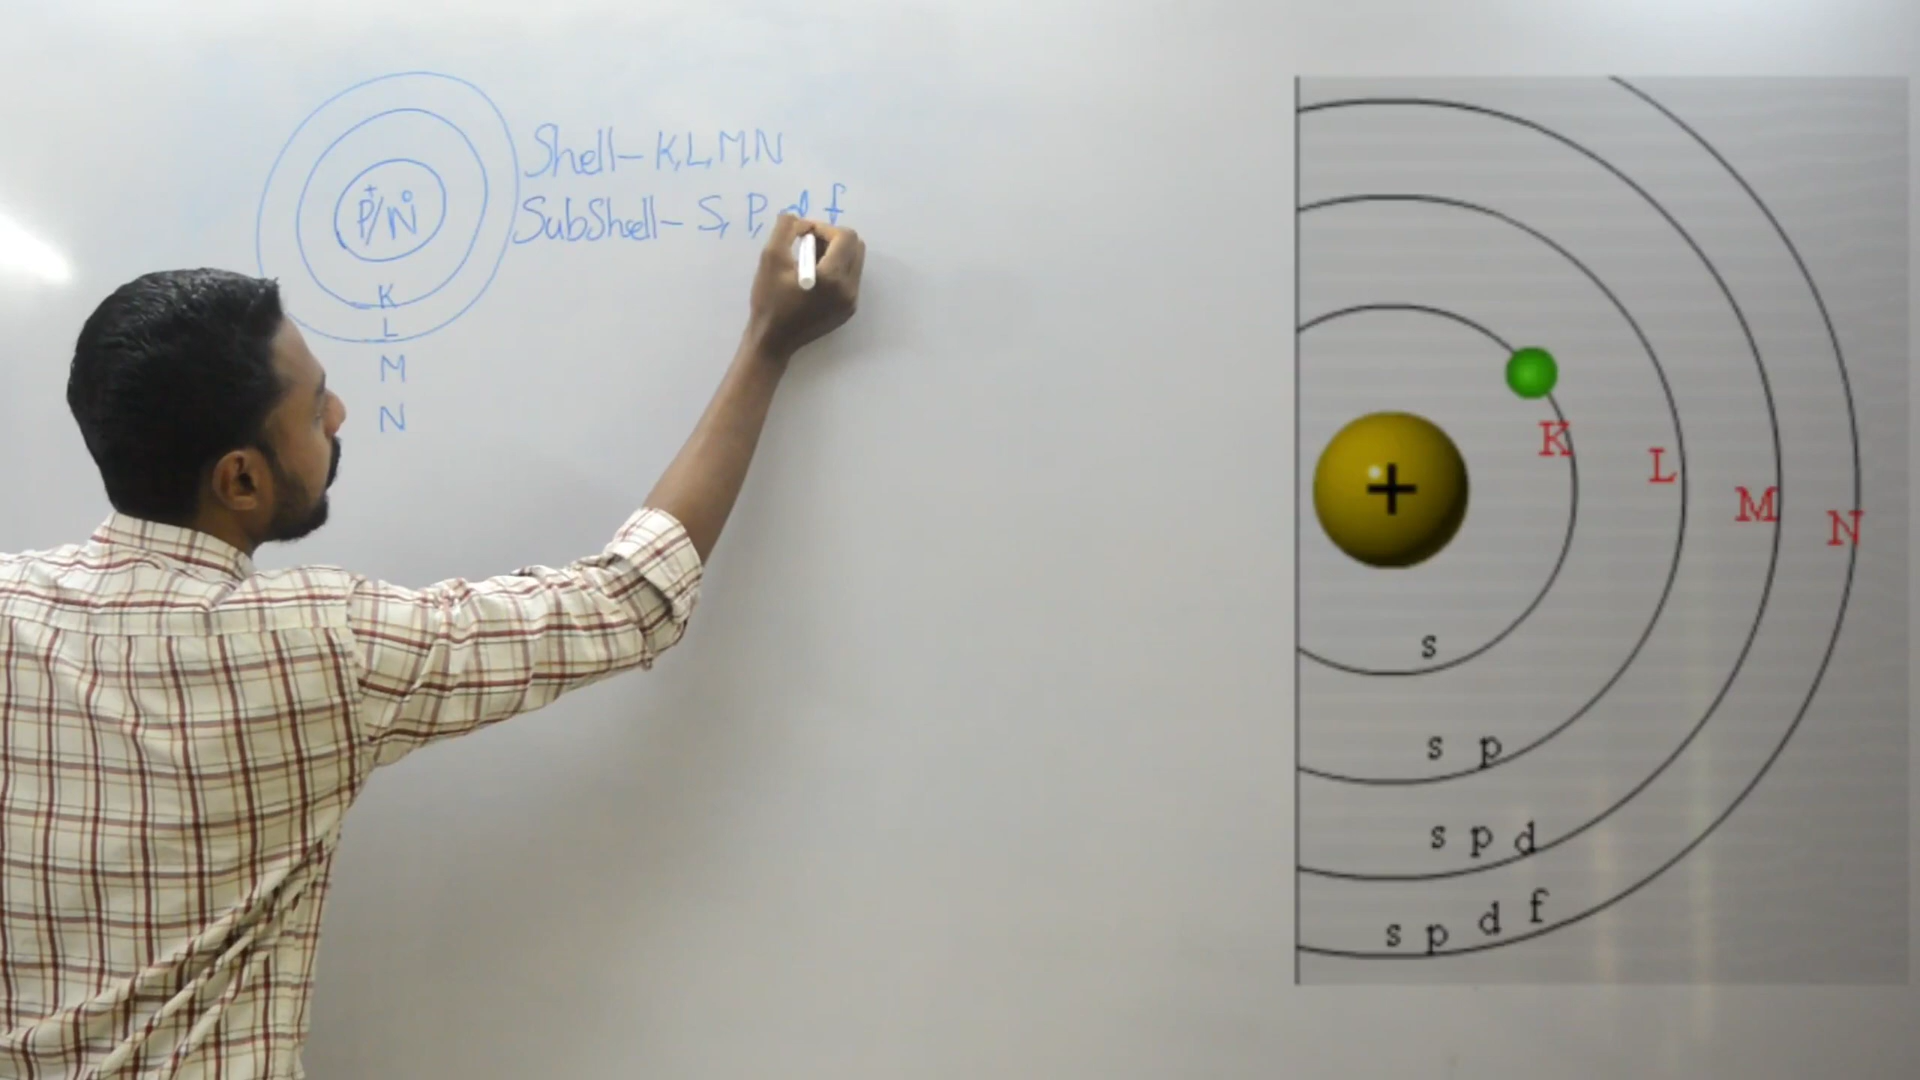 Shell- K, L, M, N
SubShell- S, P, d f
P+/N°
K
L
M
N
+
K
L
M
N
s
s p
s p d
s p d f